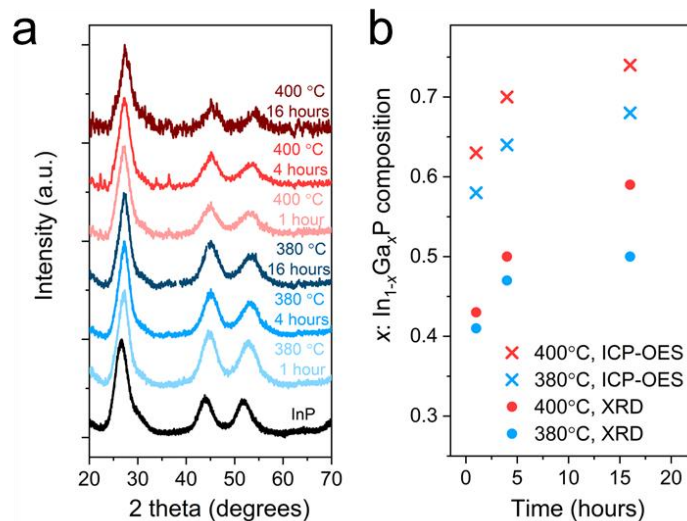 a
Intensity (a.u.)
400 °C
16 hours
400 °C
4 hours
400 °C
1 hour
380 °C
16 hours
380 °C
4 hours
380 °C
1 hour
InP
20 30 40 50 60 70
2 theta (degrees)
b
x: In₁₋ₓGaₓP composition
0.7
0.6
0.5
0.4
0.3
400°C, ICP-OES
380°C, ICP-OES
400°C, XRD
380°C, XRD
0 5 10 15 20
Time (hours)